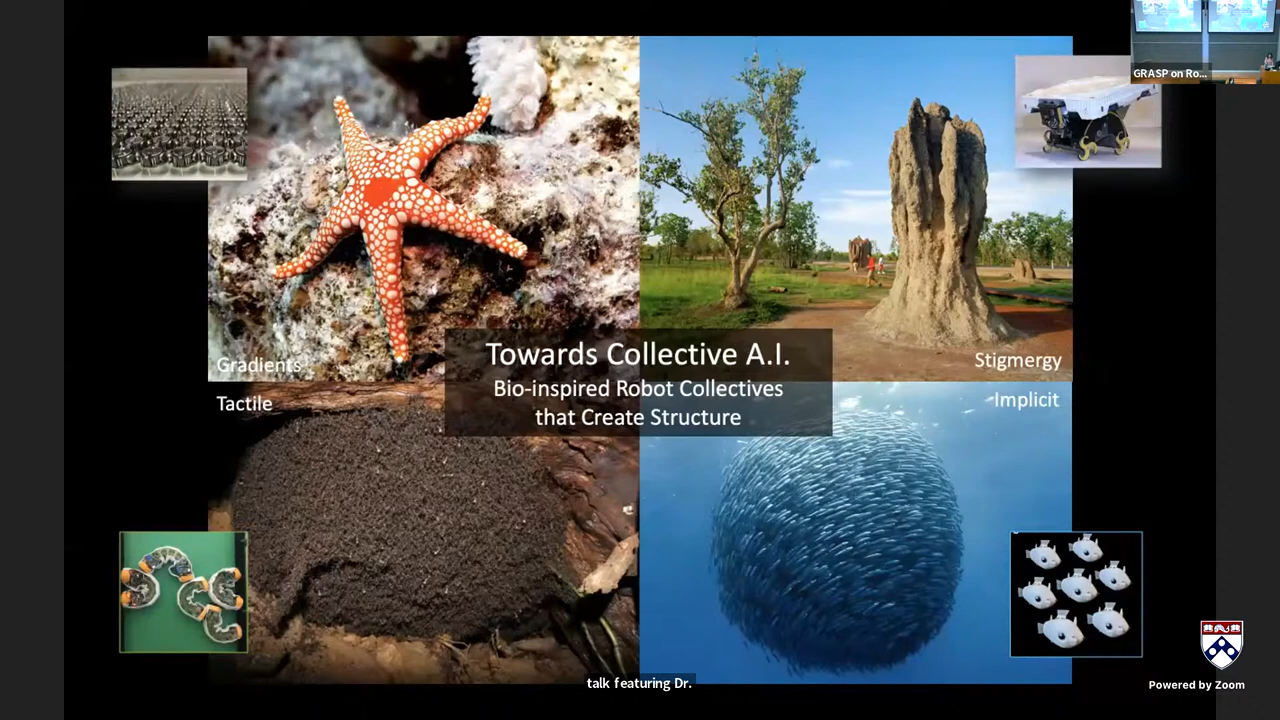 GRASP on Ro...
Gradients
Towards Collective A.I.
Bio-inspired Robot Collectives
that Create Structure
Stigmergy
Tactile
Implicit
talk featuring Dr.
Powered by Zoom